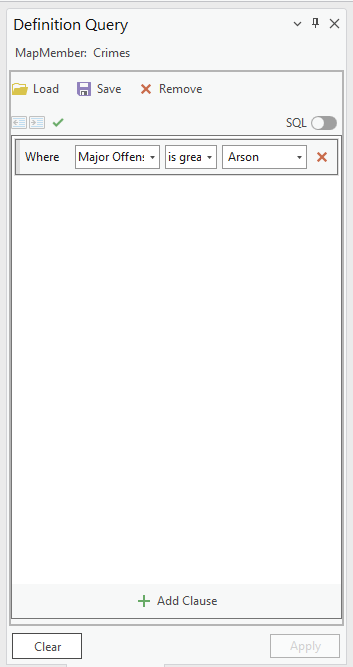 Definition Query
MapMember: Crimes
Load Save Remove
SQL
Where Major Offens is grea Arson
Add Clause
Clear Apply